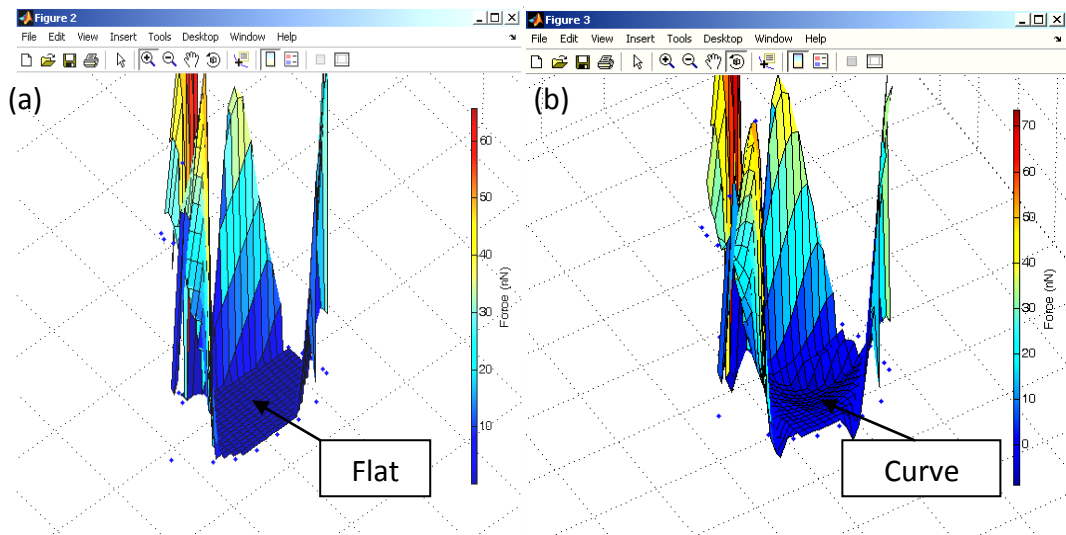 Figure 2
File Edit View Insert Tools Desktop Window Help
(a)
60
50
40
30
20
10
Force (nN)
Flat
Figure 3
File Edit View Insert Tools Desktop Window Help
(b)
70
60
50
40
30
20
10
0
Force (nN)
Curve